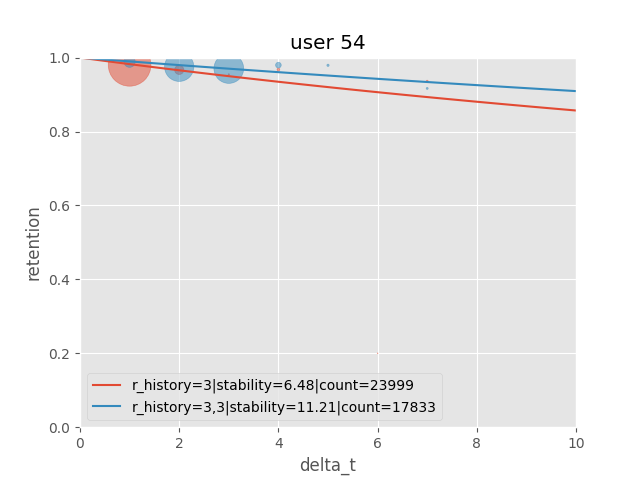 user 54
retention
1.0
0.8
0.6
0.4
0.2
0.0
r_history=3|stability=6.48|count=23999
r_history=3,3|stability=11.21|count=17833
0 2 4 6 8 10
delta_t